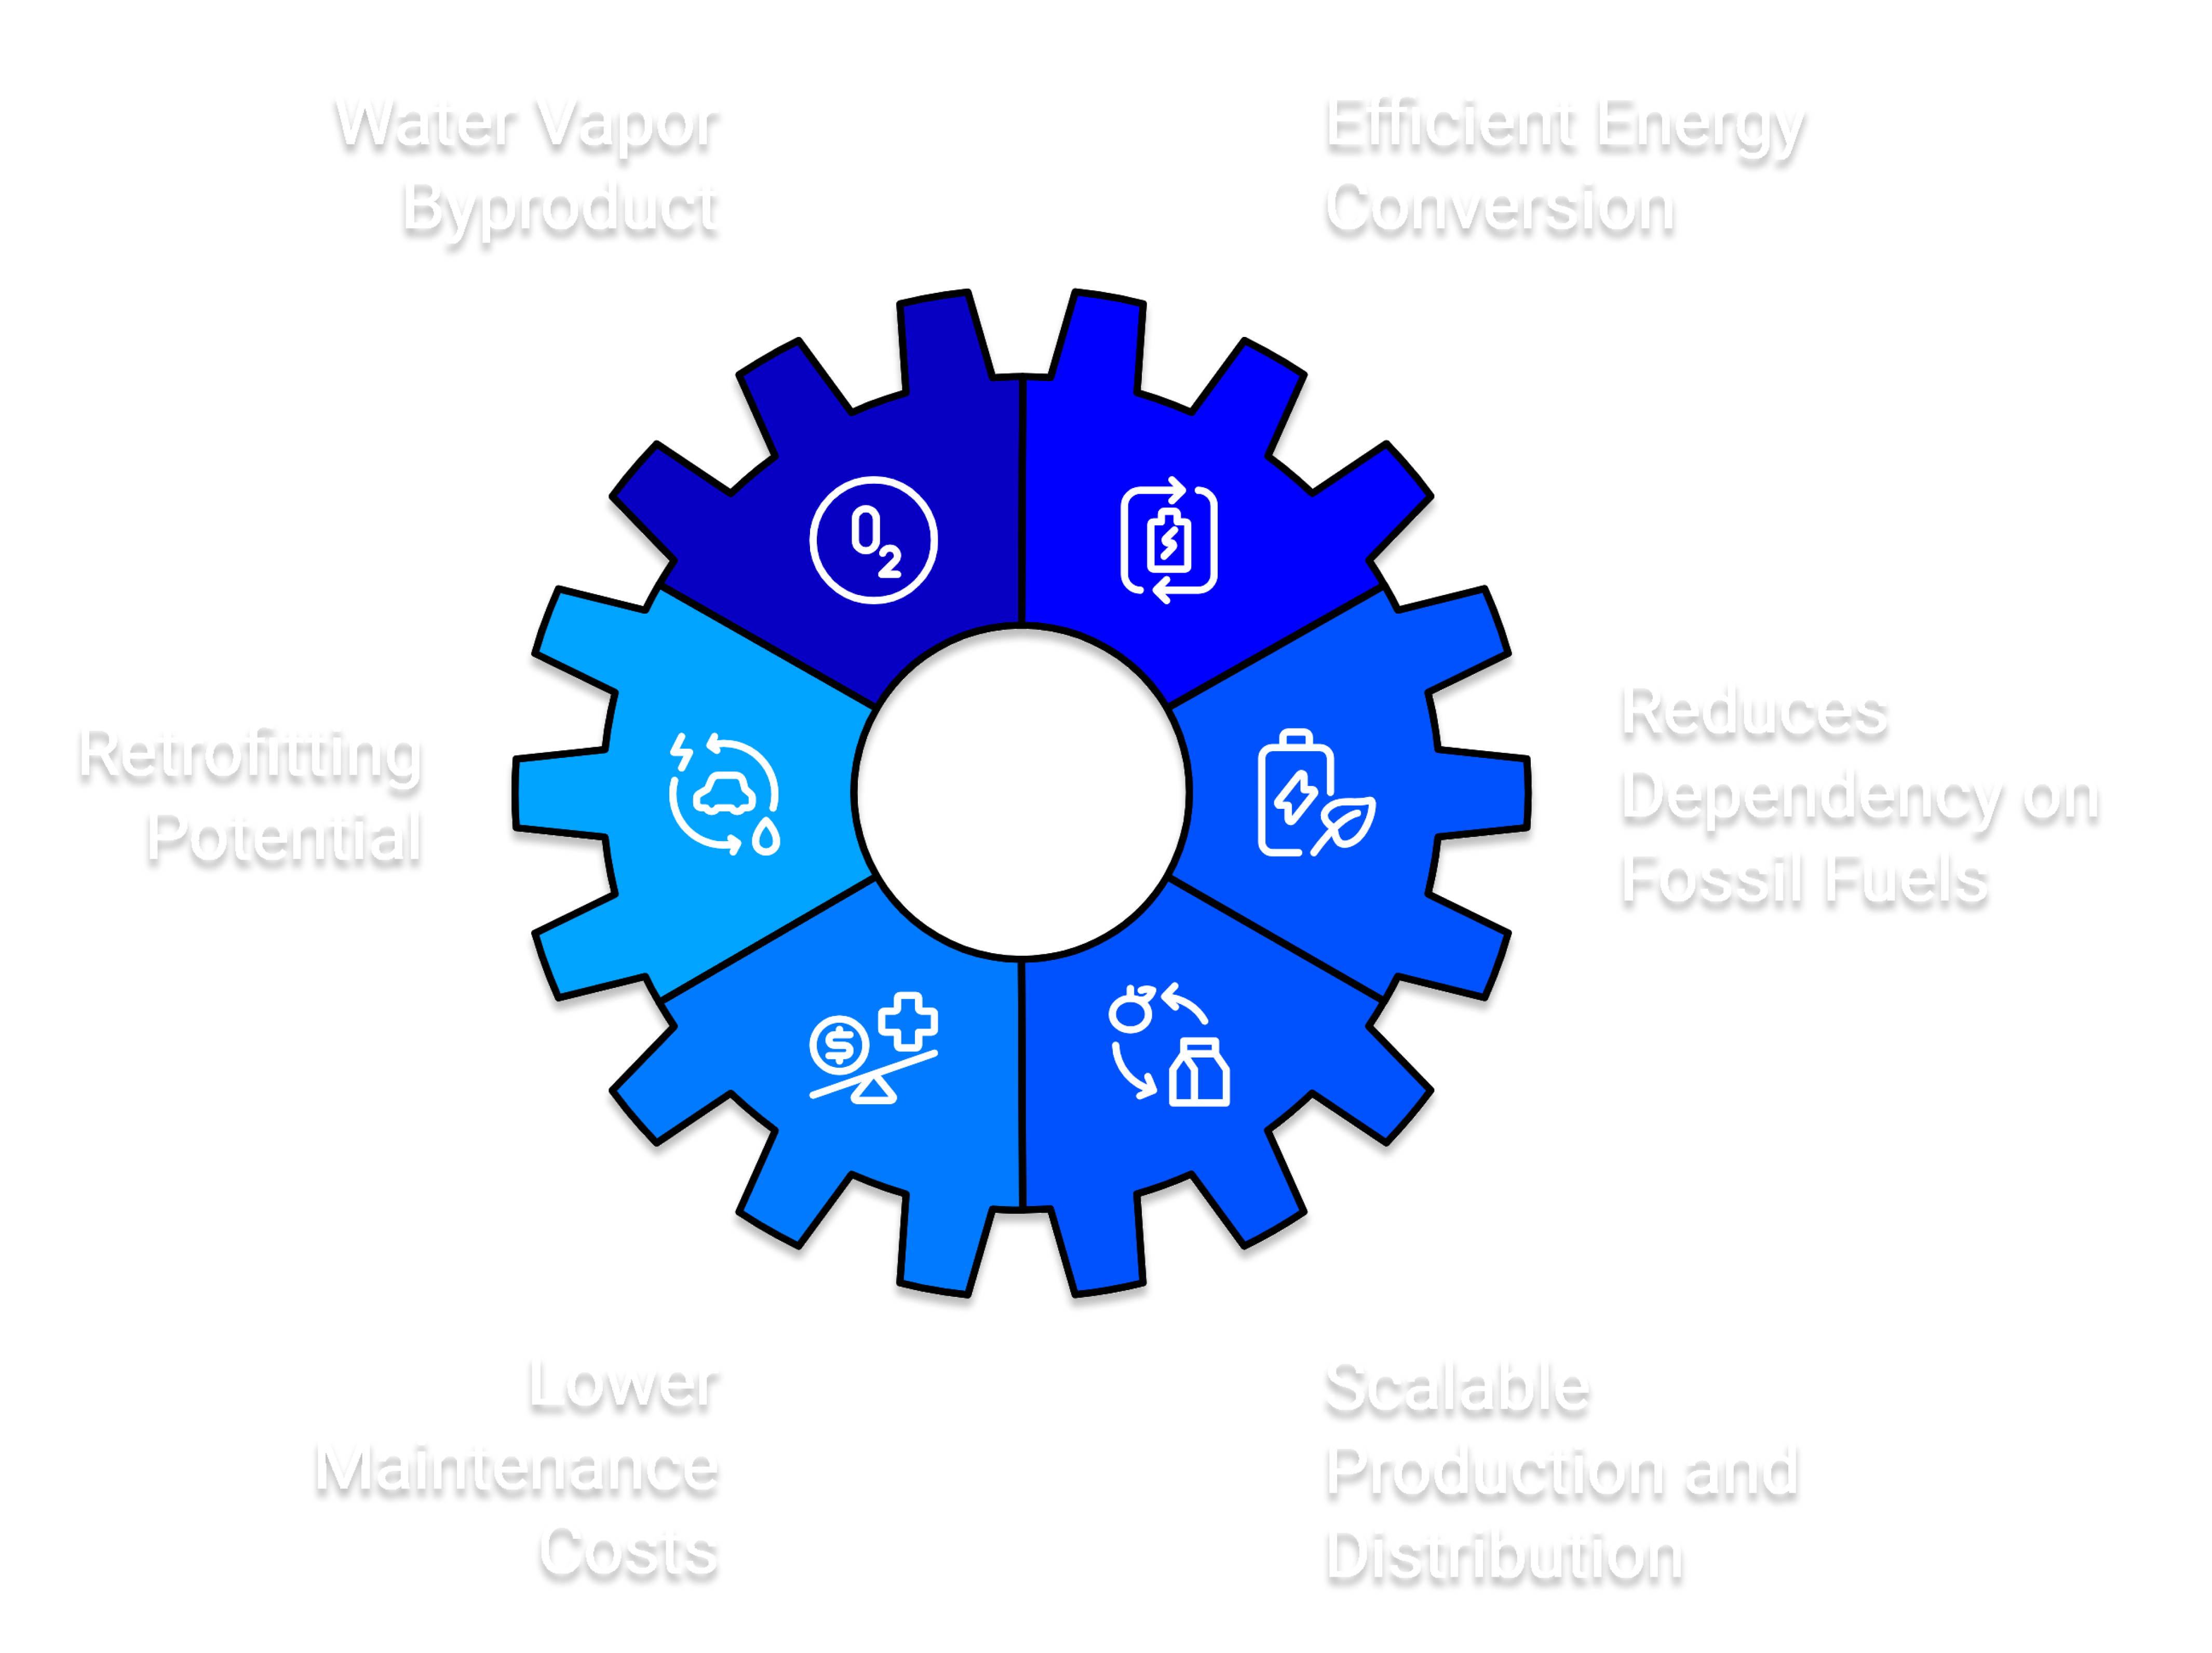 Water Vapor
Byproduct
Efficient Energy
Conversion
O2
Retrofitting
Potential
Reduces
Dependency on
Fossil Fuels
$
Lower
Maintenance
Costs
Scalable
Production and
Distribution